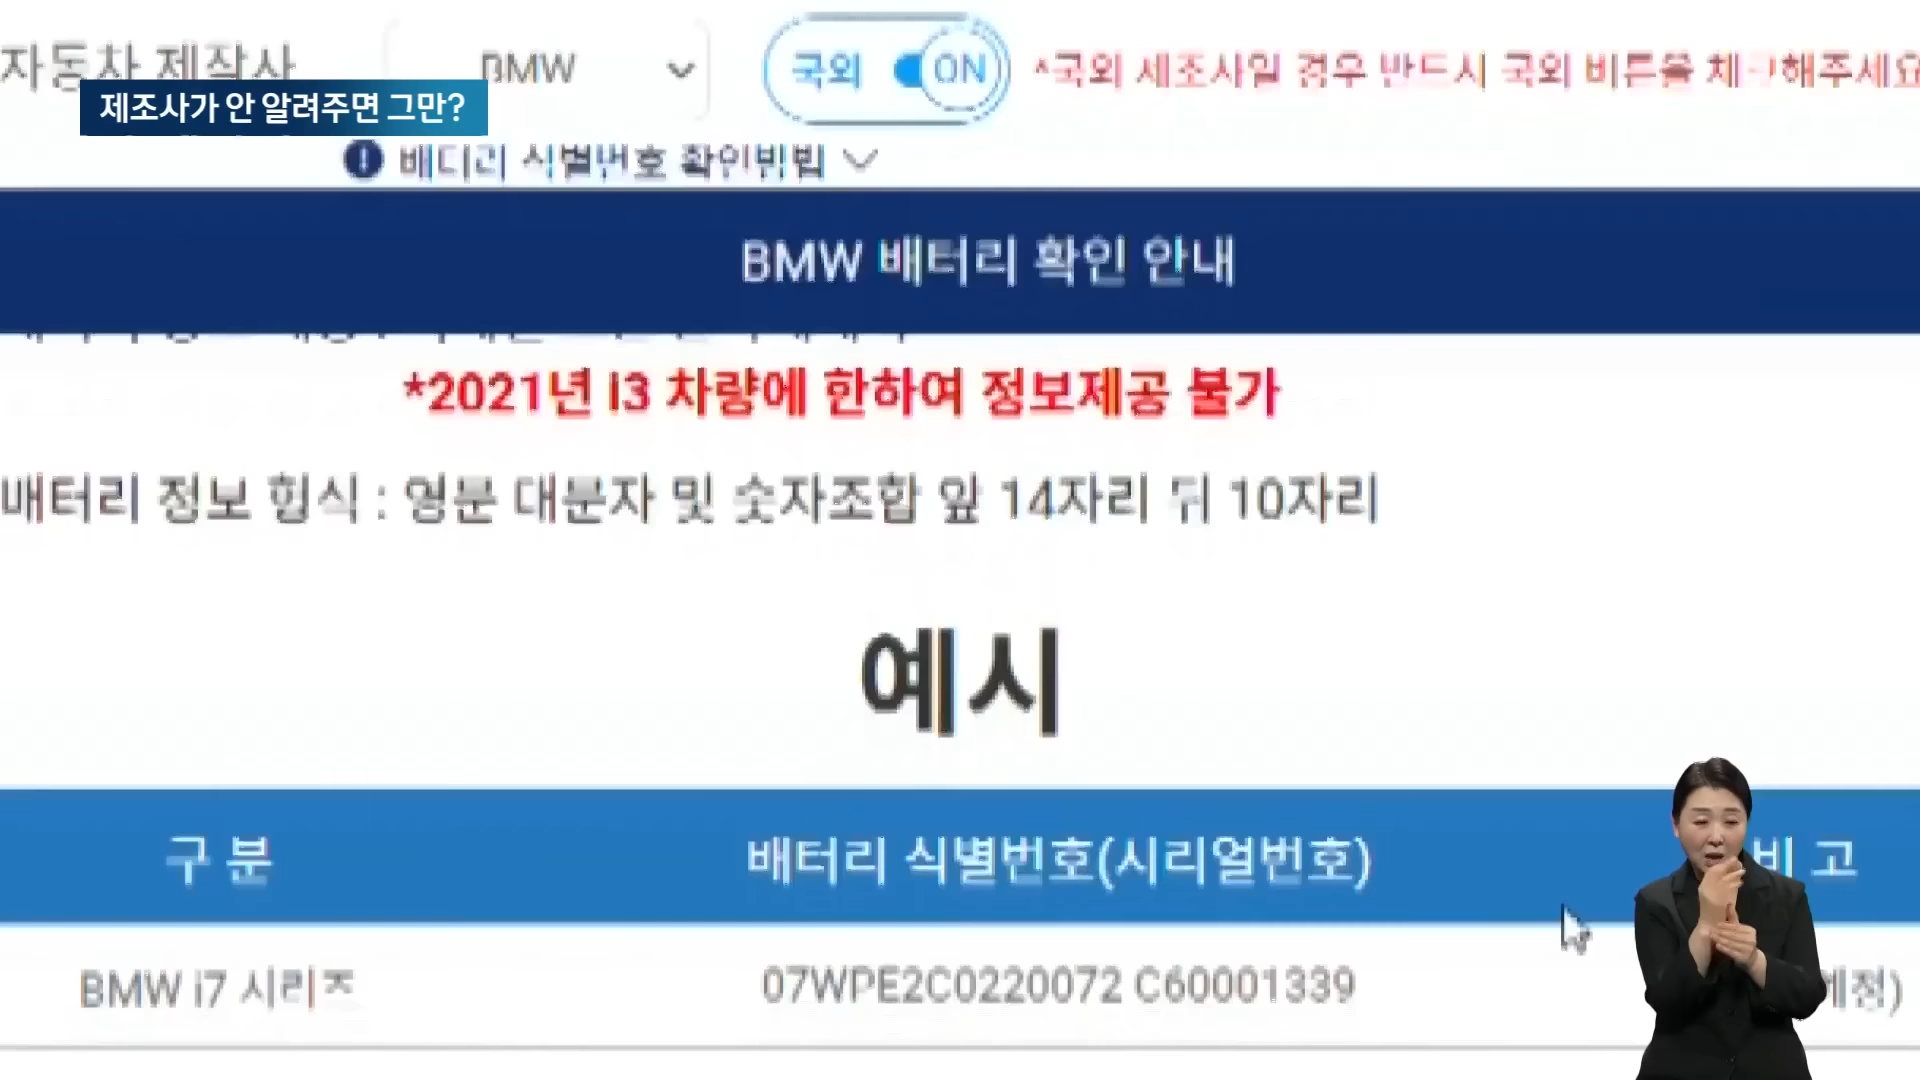 자동차 제작사 BMW 국외 ON *국외 제조사일 경우 반드시 국외 버튼을 체크해주세요
제조사가 안 알려주면 그만?
배터리 식별번호 확인방법
BMW 배터리 확인 안내
*2021년 I3 차량에 한하여 정보제공 불가
배터리 정보 형식 : 영문 대문자 및 숫자조합 앞 14자리 뒤 10자리
예시
구 분 배터리 식별번호(시리얼번호) 비 고
BMW i7 시리즈 07WPE2C0220072 C60001339 예정)